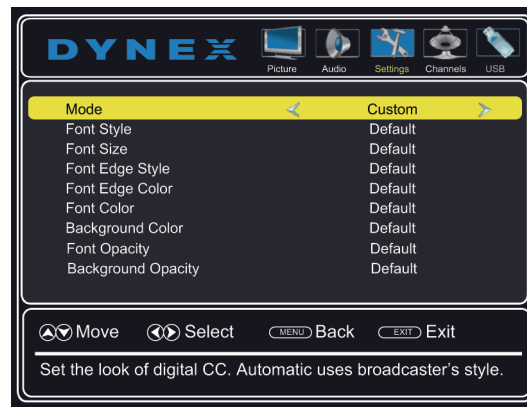 DYNEX
Picture Audio Settings Channels USB
Mode Custom
Font Style Default
Font Size Default
Font Edge Style Default
Font Edge Color Default
Font Color Default
Background Color Default
Font Opacity Default
Background Opacity Default
Move Select MENU Back EXIT Exit
Set the look of digital CC. Automatic uses broadcaster's style.